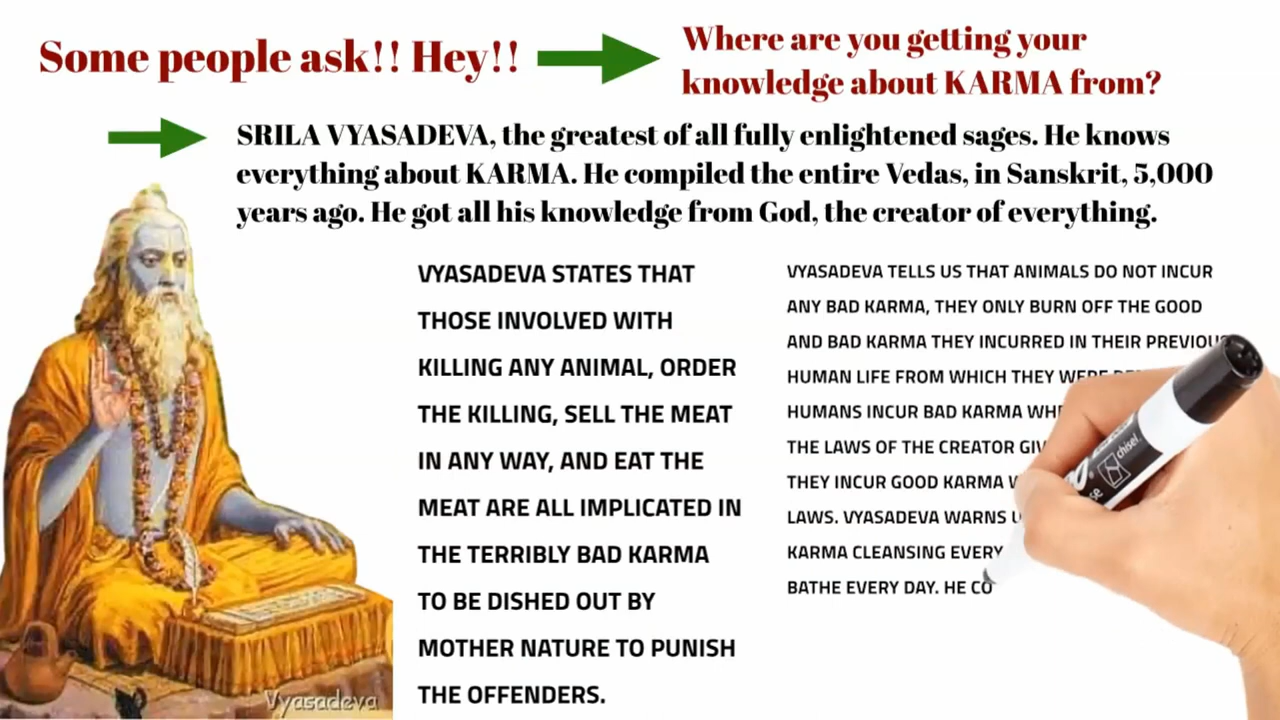 Some people ask!! Hey!!
Where are you getting your
knowledge about KARMA from?
SRILA VYASADEVA, the greatest of all fully enlightened sages. He knows
everything about KARMA. He compiled the entire Vedas, in Sanskrit, 5,000
years ago. He got all his knowledge from God, the creator of everything.
VYASADEVA STATES THAT
THOSE INVOLVED WITH
KILLING ANY ANIMAL, ORDER
THE KILLING, SELL THE MEAT
IN ANY WAY, AND EAT THE
MEAT ARE ALL IMPLICATED IN
THE TERRIBLY BAD KARMA
TO BE DISHED OUT BY
MOTHER NATURE TO PUNISH
THE OFFENDERS.
VYASADEVA TELLS US THAT ANIMALS DO NOT INCUR
ANY BAD KARMA, THEY ONLY BURN OFF THE GOOD
AND BAD KARMA THEY INCURRED IN THEIR PREVIOUS
HUMAN LIFE FROM WHICH THEY WERE
HUMANS INCUR BAD KARMA
THE LAWS OF THE CREATOR
THEY INCUR GOOD KARMA
LAWS. VYASADEVA WARNS
KARMA CLEANSING EVERY
BATHE EVERY DAY. HE CO
chisel.
Vyasadeva